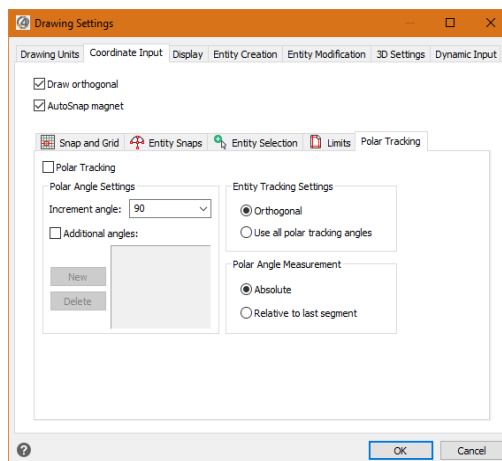 Drawing Settings
Drawing Units Coordinate Input Display Entity Creation Entity Modification 3D Settings Dynamic Input
Draw orthogonal
AutoSnap magnet
Snap and Grid Entity Snaps Entity Selection Limits Polar Tracking
Polar Tracking
Polar Angle Settings
Increment angle: 90
Additional angles:
New
Delete
Entity Tracking Settings
Orthogonal
Use all polar tracking angles
Polar Angle Measurement
Absolute
Relative to last segment
? OK Cancel